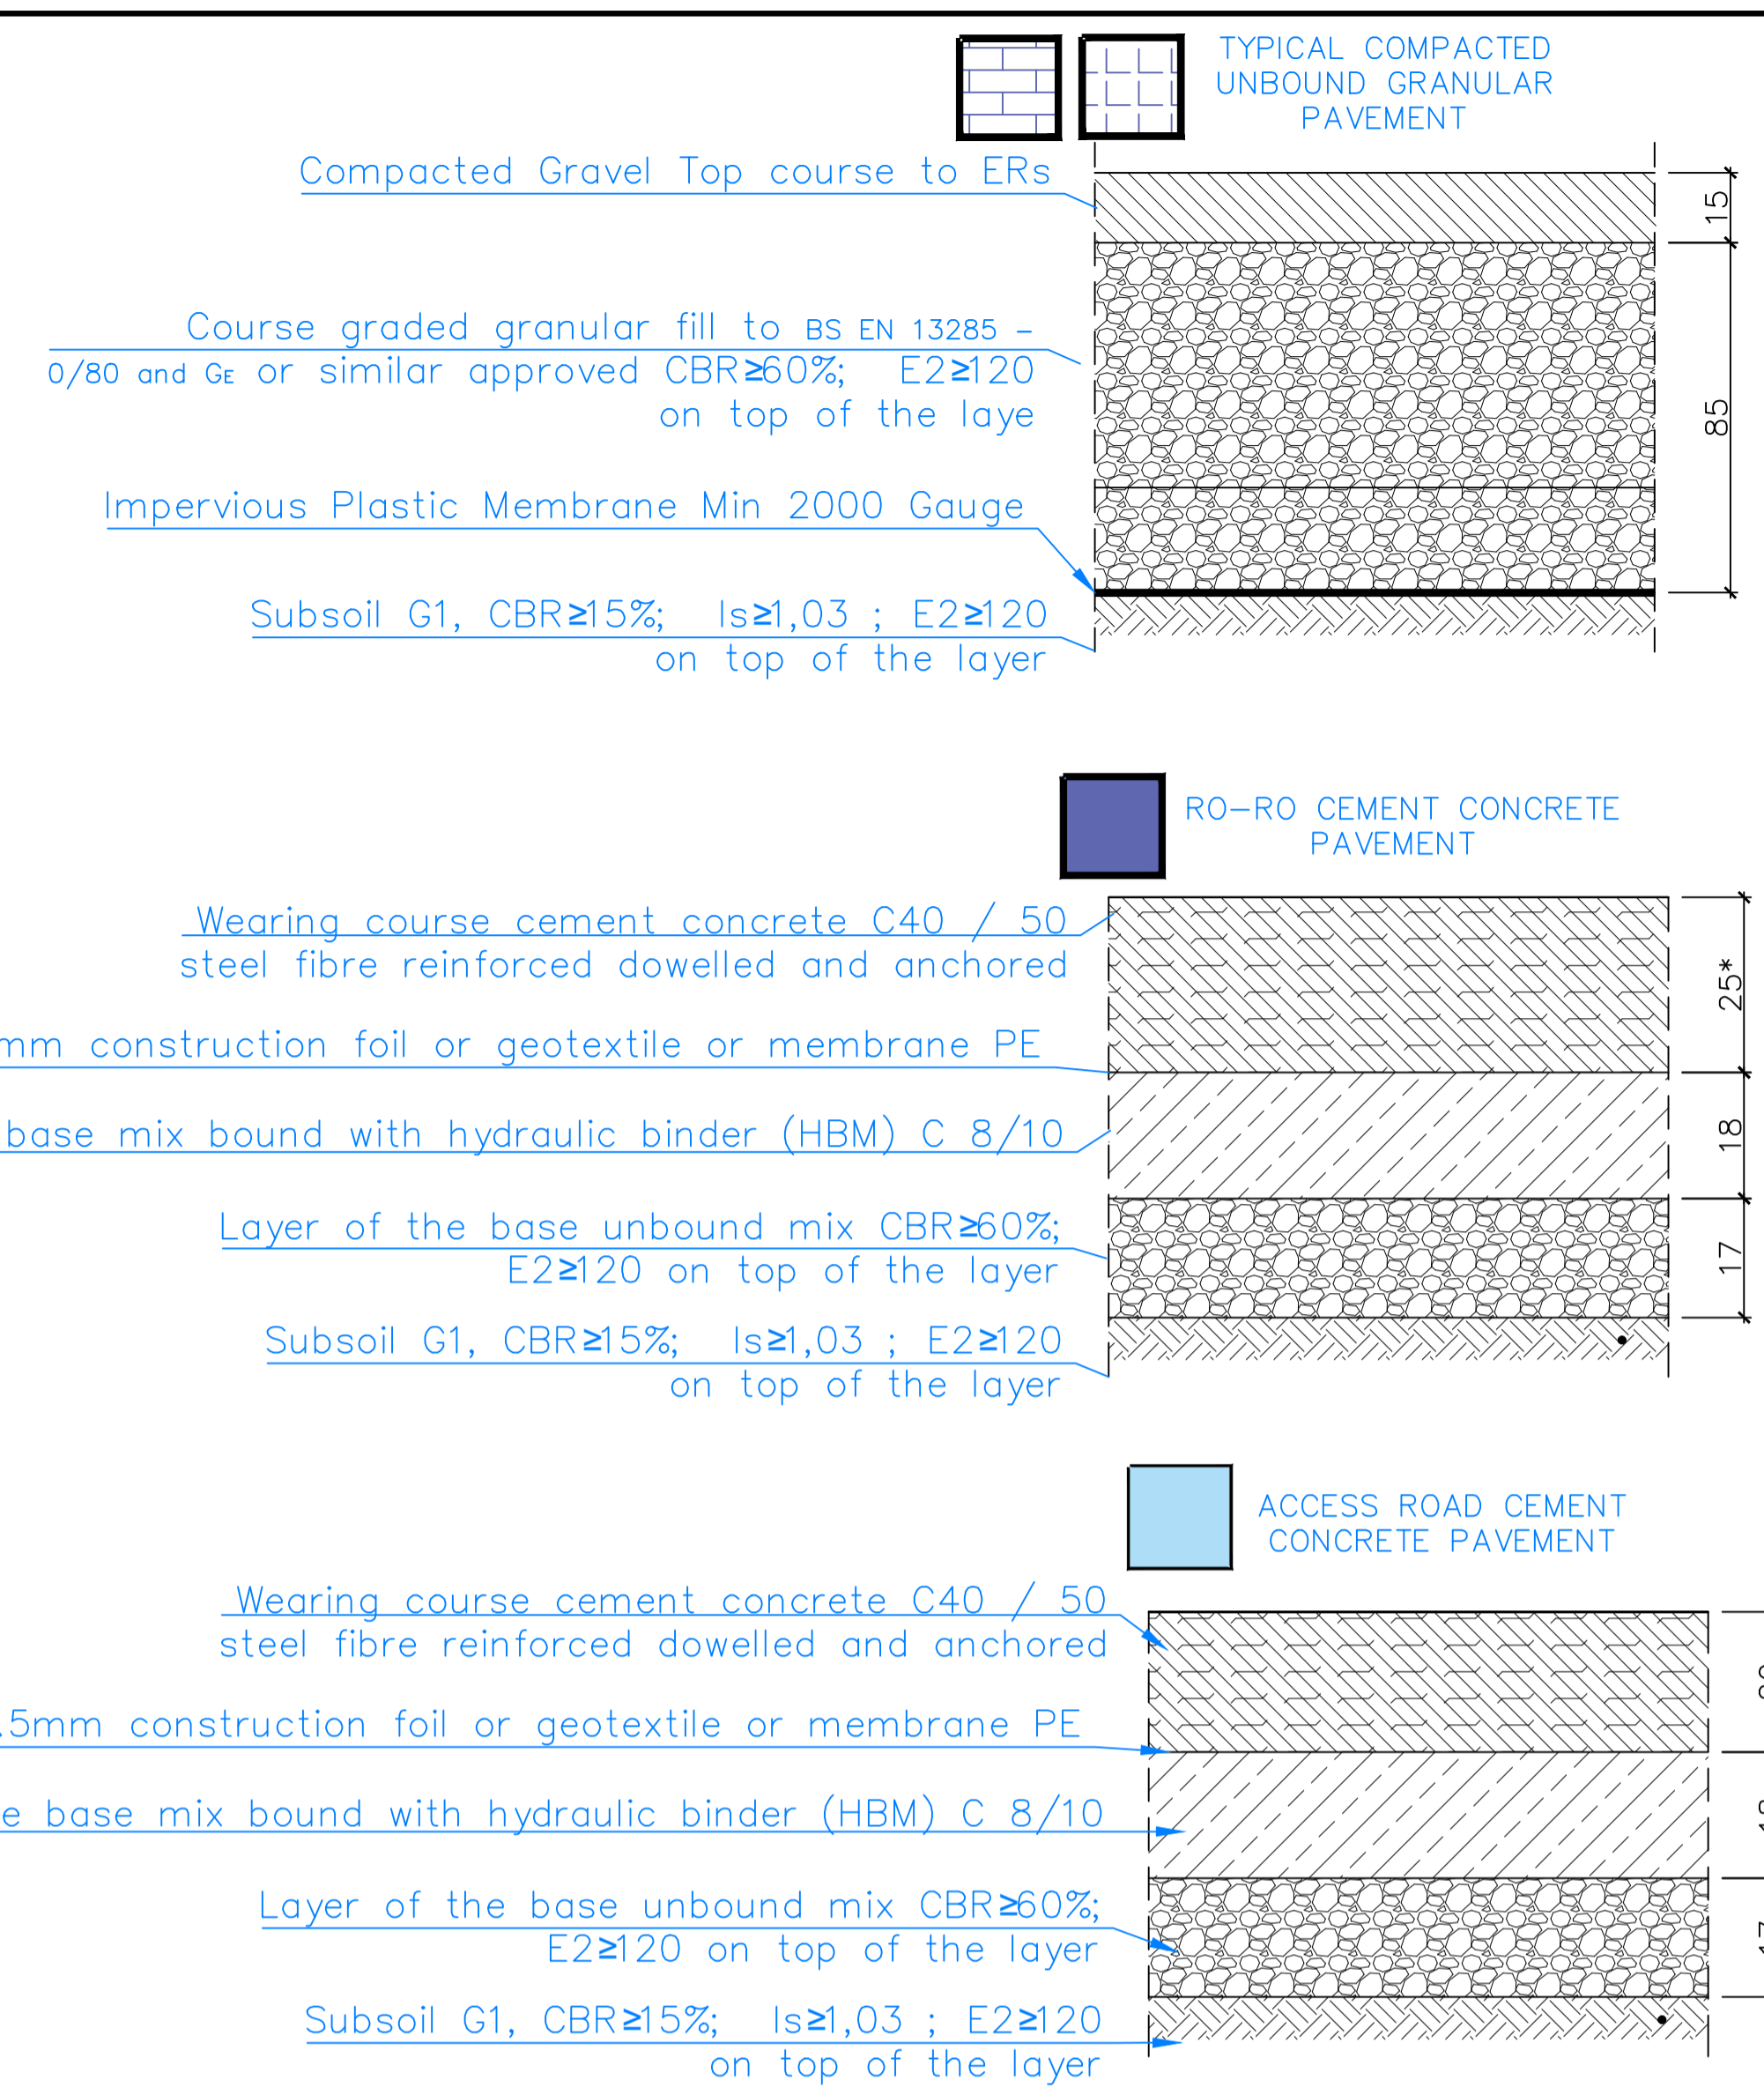 TYPICAL COMPACTED
UNBOUND GRANULAR
PAVEMENT
Compacted Gravel Top course to ERs
15
Course graded granular fill to BS EN 13285 –
0/80 and GE or similar approved CBR≥60%; E2≥120
on top of the laye
85
Impervious Plastic Membrane Min 2000 Gauge
Subsoil G1, CBR≥15%; Is≥1,03 ; E2≥120
on top of the layer
RO–RO CEMENT CONCRETE
PAVEMENT
Wearing course cement concrete C40 / 50
steel fibre reinforced dowelled and anchored
25*
mm construction foil or geotextile or membrane PE
base mix bound with hydraulic binder (HBM) C 8/10
18
Layer of the base unbound mix CBR≥60%;
E2≥120 on top of the layer
17
Subsoil G1, CBR≥15%; Is≥1,03 ; E2≥120
on top of the layer
ACCESS ROAD CEMENT
CONCRETE PAVEMENT
Wearing course cement concrete C40 / 50
steel fibre reinforced dowelled and anchored
.5mm construction foil or geotextile or membrane PE
e base mix bound with hydraulic binder (HBM) C 8/10
Layer of the base unbound mix CBR≥60%;
E2≥120 on top of the layer
Subsoil G1, CBR≥15%; Is≥1,03 ; E2≥120
on top of the layer